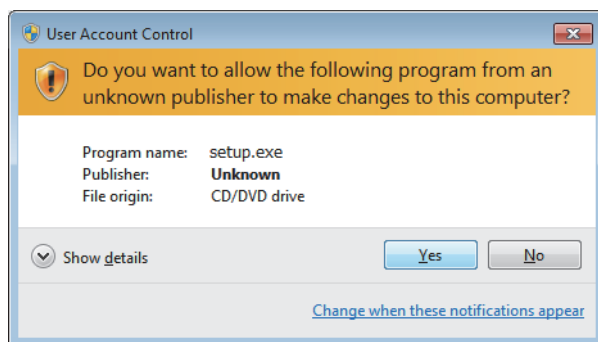 User Account Control
Do you want to allow the following program from an
unknown publisher to make changes to this computer?
Program name: setup.exe
Publisher: Unknown
File origin: CD/DVD drive
Show details
Yes No
Change when these notifications appear